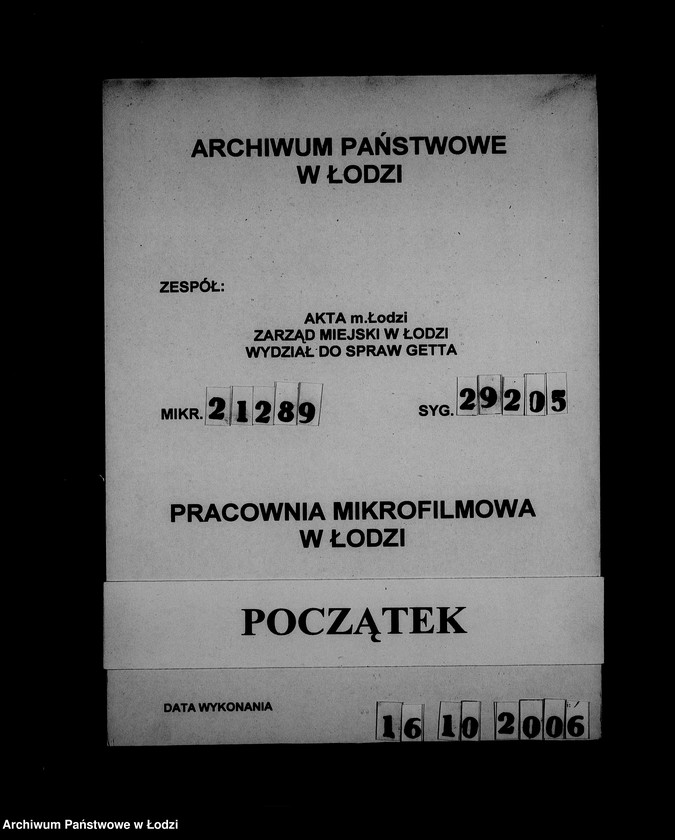 ARCHIWUM PAŃSTWOWE
W ŁODZI
ZESPÓŁ:
AKTA m.Łodzi
ZARZĄD MIEJSKI W ŁODZI
WYDZIAŁ DO SPRAW GETTA
MIKR. 21289 SYG. 29205
PRACOWNIA MIKROFILMOWA
W ŁODZI
POCZĄTEK
DATA WYKONANIA 16 10 2006
Archiwum Państwowe w Łodzi